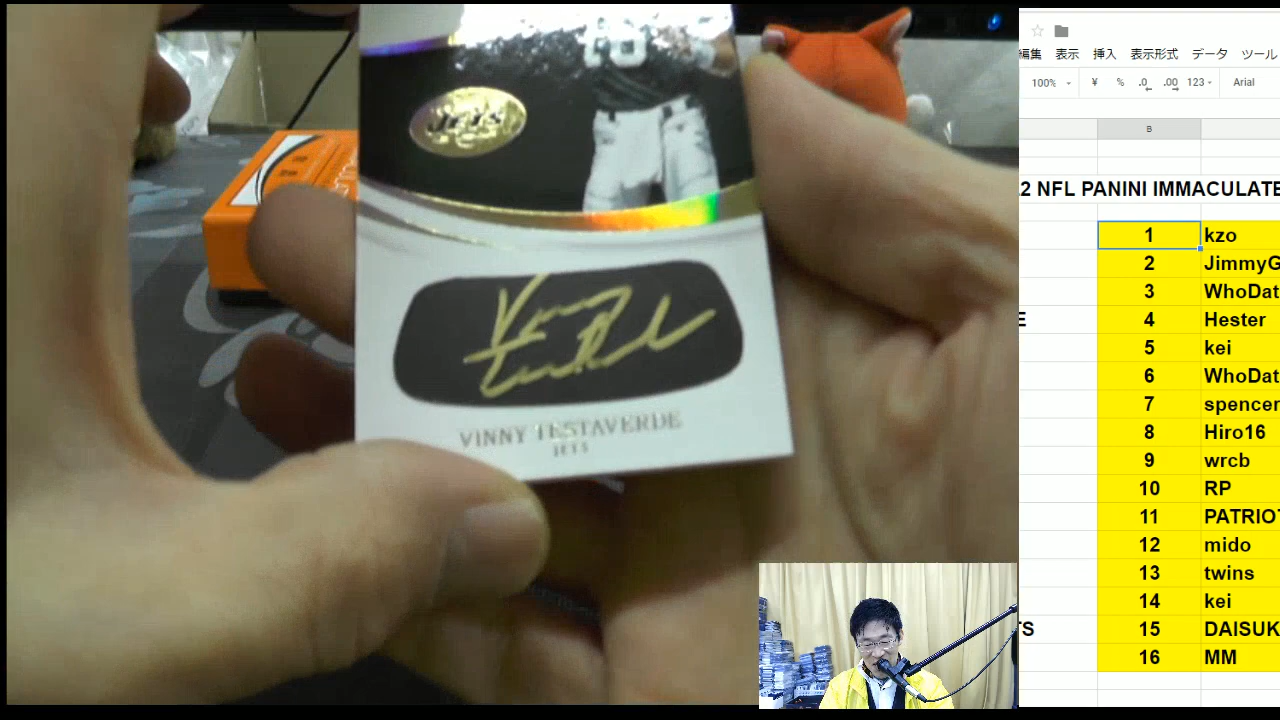 JETS
Vinny Testaverde
VINNY TESTAVERDE
JETS
編集 表示 挿入 表示形式 データ ツール
100% ¥ % .0 .00 123 Arial
B
2 NFL PANINI IMMACULATE
1 kzo
2 JimmyG
3 WhoDat
E 4 Hester
5 kei
6 WhoDat
7 spencer
8 Hiro16
9 wrcb
10 RP
11 PATRIOT
12 mido
13 twins
14 kei
TS 15 DAISUK
16 MM